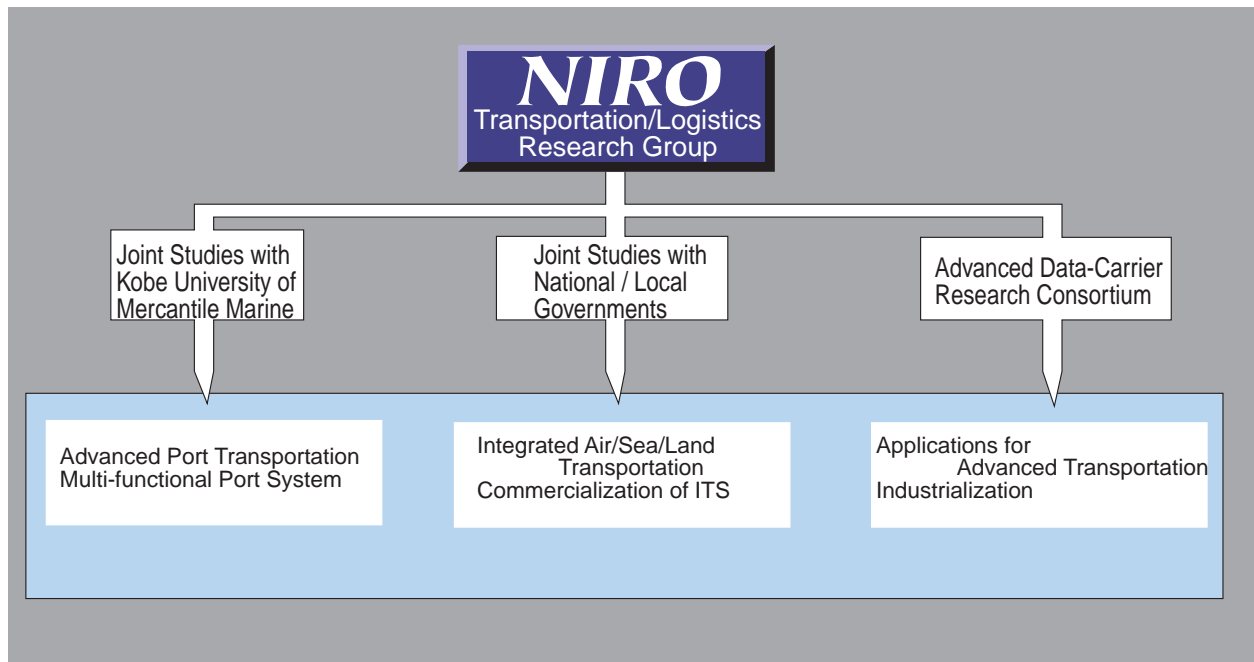 NIRO
Transportation/Logistics
Research Group
Joint Studies with
Kobe University of
Mercantile Marine
Joint Studies with
National / Local
Governments
Advanced Data-Carrier
Research Consortium
Advanced Port Transportation
Multi-functional Port System
Integrated Air/Sea/Land
Transportation
Commercialization of ITS
Applications for
Advanced Transportation
Industrialization